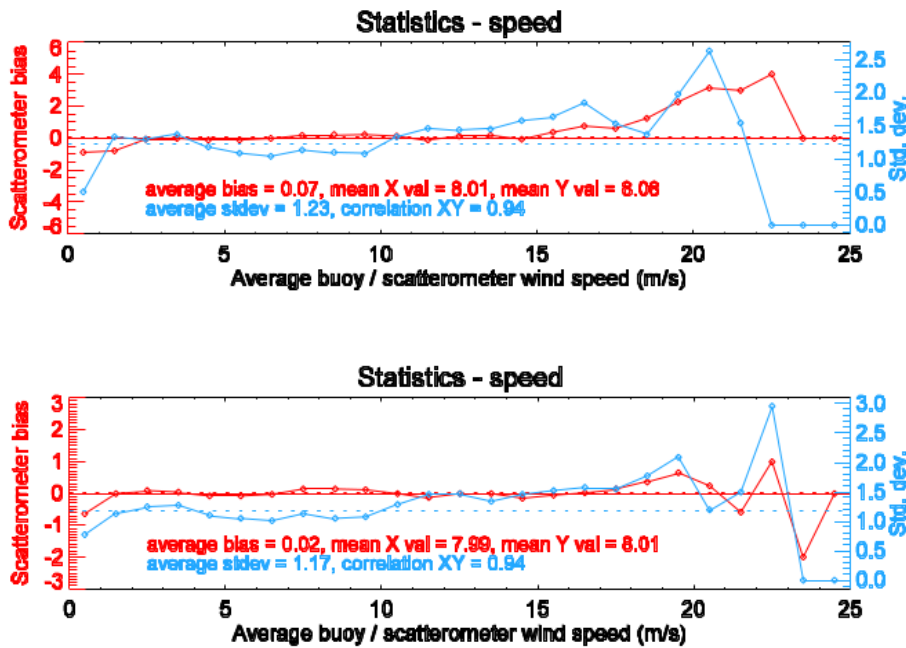 Statistics - speed
Scatterometer bias
6
4
2
0
-2
-4
-6
average bias = 0.07, mean X val = 8.01, mean Y val = 8.08
average stdev = 1.23, correlation XY = 0.94
2.5
2.0
1.5
1.0
0.5
0.0
Std. dev.
0 5 10 15 20 25
Average buoy / scatterometer wind speed (m/s)
Statistics - speed
Scatterometer bias
3
2
1
0
-1
-2
-3
average bias = 0.02, mean X val = 7.99, mean Y val = 8.01
average stdev = 1.17, correlation XY = 0.94
3.0
2.5
2.0
1.5
1.0
0.5
0.0
Std. dev.
0 5 10 15 20 25
Average buoy / scatterometer wind speed (m/s)